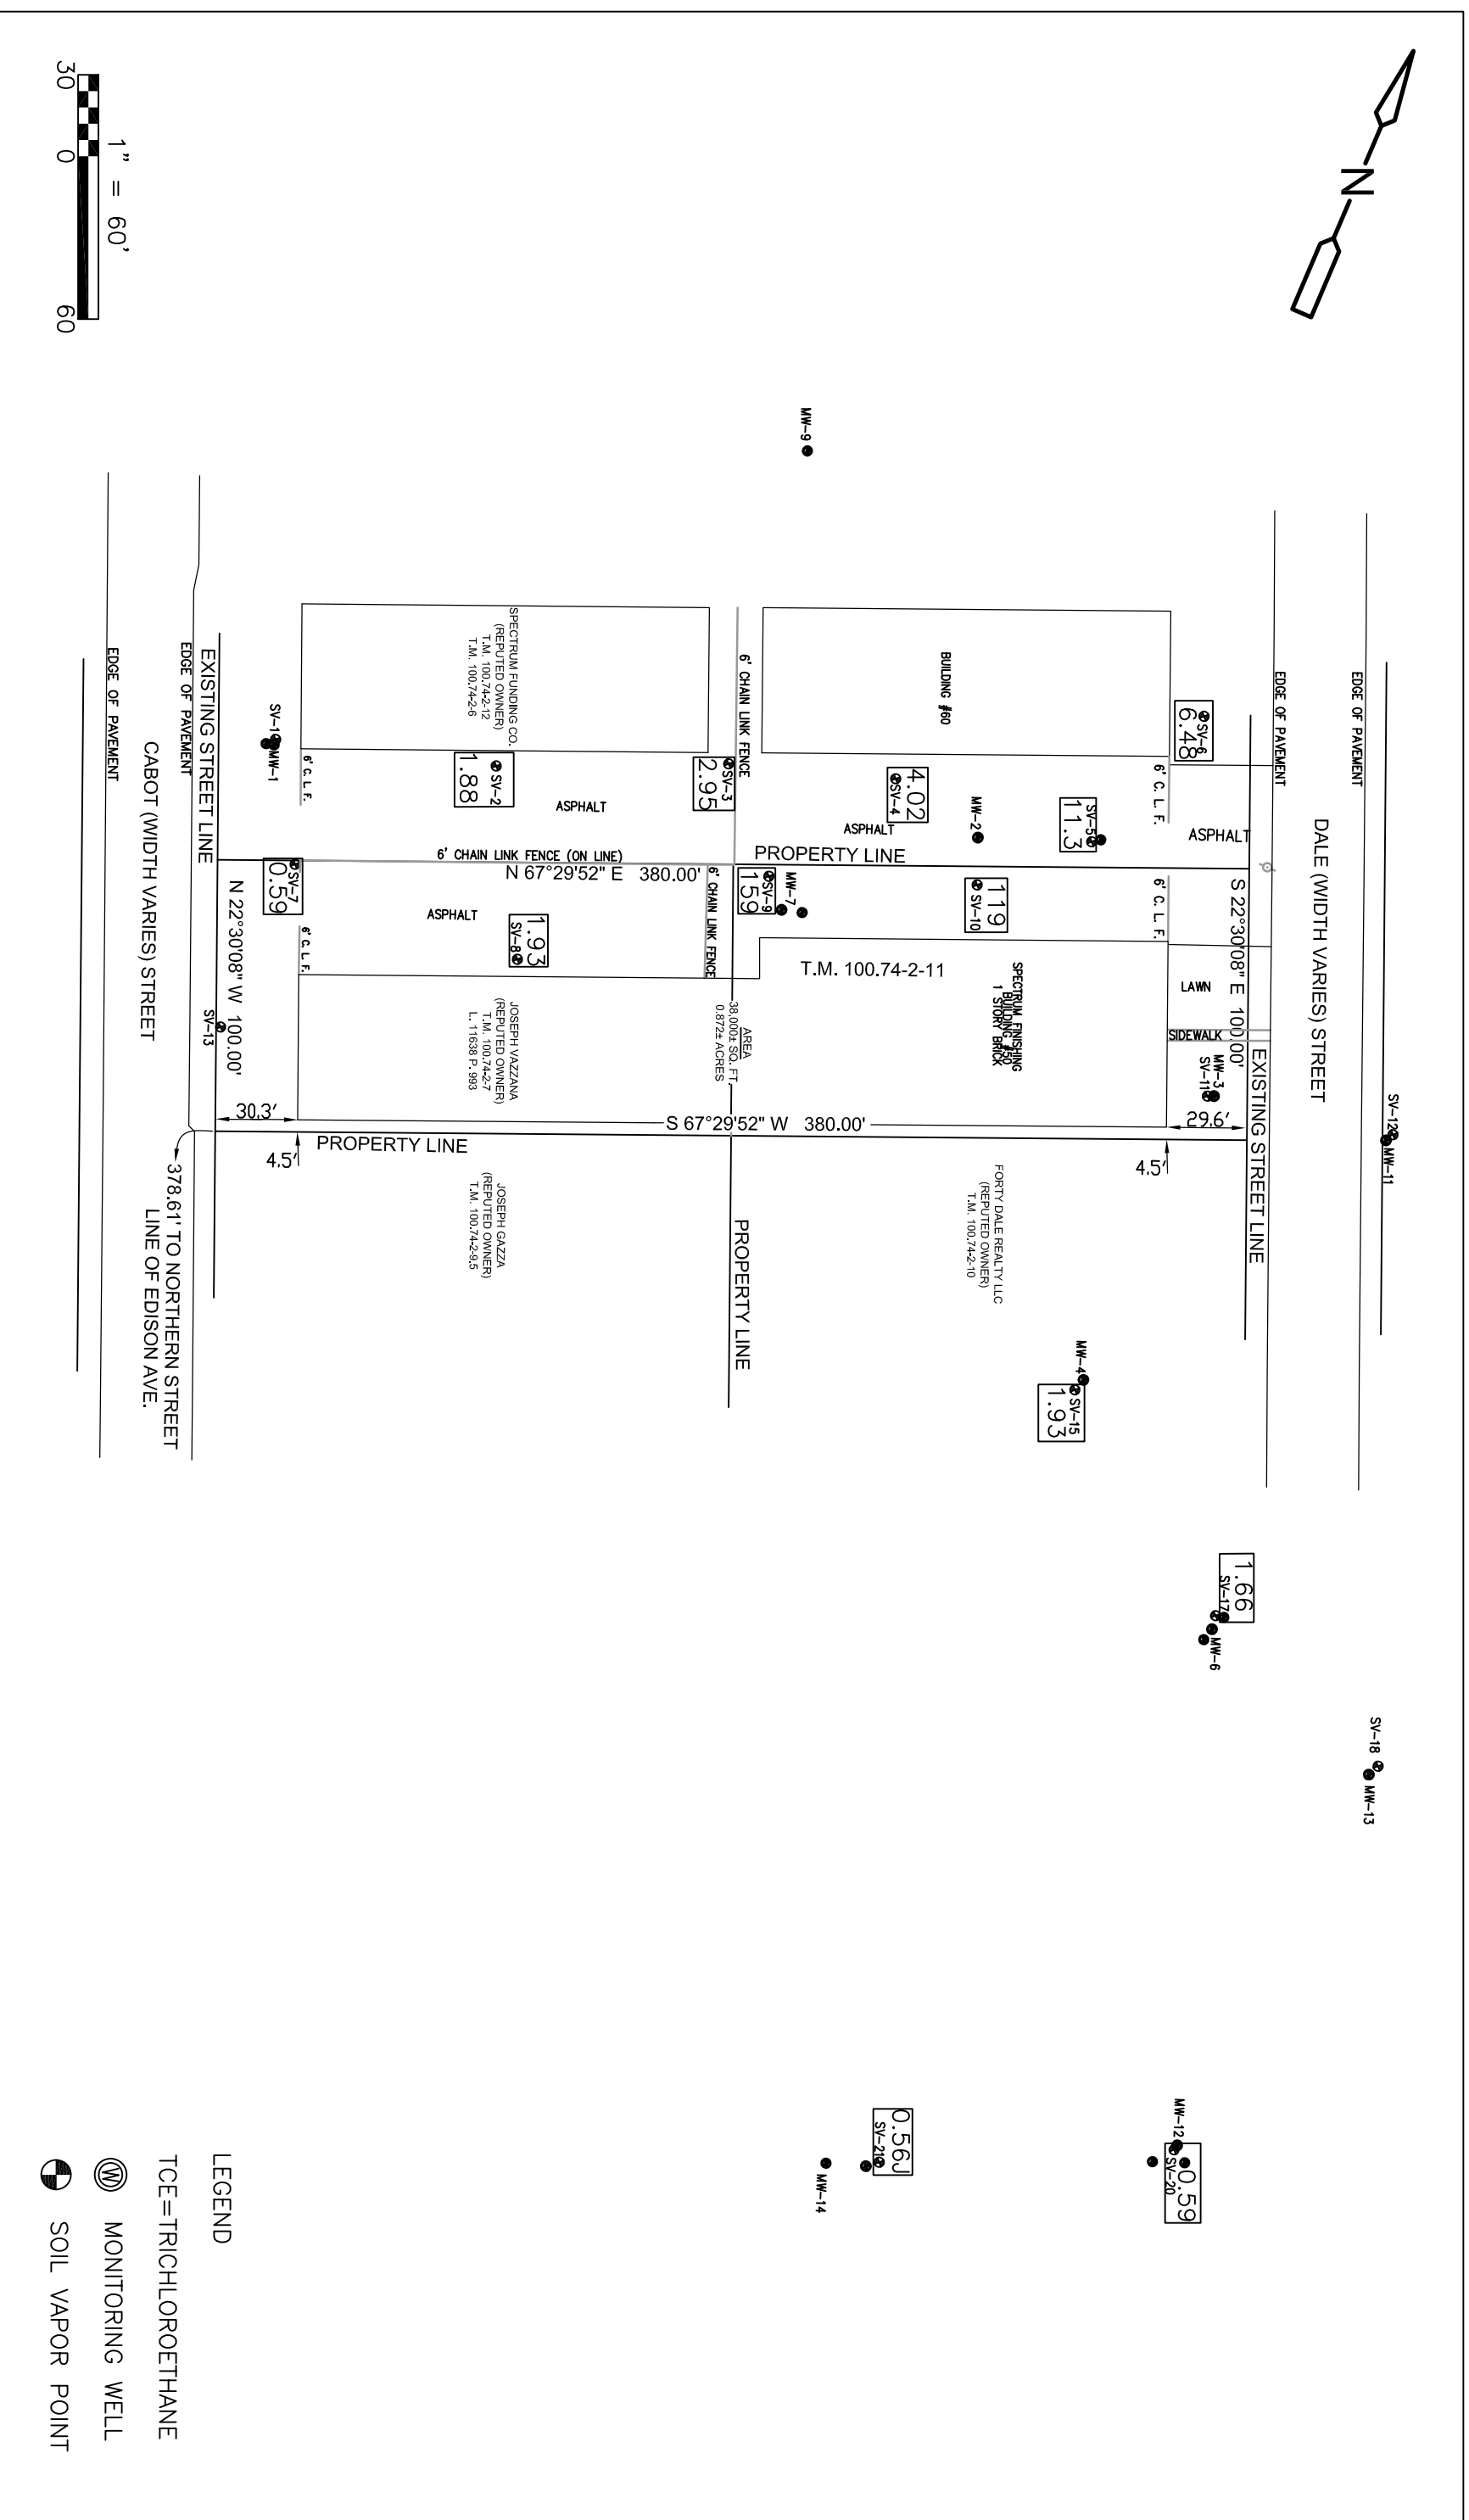 N
1" = 60'
30 0 60
DALE (WIDTH VARIES) STREET
EDGE OF PAVEMENT
EDGE OF PAVEMENT
EXISTING STREET LINE
S 22°30'08" E 100.00'
SV-12
MW-11
SV-18
MW-13
SV-6
6.48
ASPHALT
LAWN
SIDEWALK
MW-3
SV-11
29.6'
4.5'
6' C. L. F.
6' C. L. F.
1.66
SV-17
MW-6
MW-12
0.59
SV-20
SV-5
11.3
MW-2
4.02
SV-4
ASPHALT
BUILDING #60
MW-9
PROPERTY LINE
119
SV-10
MW-7
SV-9
159
T.M. 100.74-2-11
SPECTRUM FINISHING
BUILDING #50
1 STORY BRICK
MW-4
SV-15
1.93
FORTY DALE REALTY LLC
(REPUTED OWNER)
T.M. 100.74-2-10
0.56J
SV-21
MW-14
6' CHAIN LINK FENCE
SV-3
2.95
6' CHAIN LINK FENCE
AREA
38,000± SQ. FT.
0.872± ACRES
PROPERTY LINE
S 67°29'52" W 380.00'
6' CHAIN LINK FENCE (ON LINE)
N 67°29'52" E 380.00'
SPECTRUM FUNDING CO.
(REPUTED OWNER)
T.M. 100.74-2-12
T.M. 100.74-2-6
SV-2
1.88
ASPHALT
ASPHALT
1.93
SV-8
JOSEPH VAZZANA
(REPUTED OWNER)
T.M. 100.74-2-7
L. 11638 P. 993
JOSEPH GAZZA
(REPUTED OWNER)
T.M. 100.74-2-9.5
PROPERTY LINE
6' C. L. F.
6' C. L. F.
SV-1
MW-1
SV-7
0.59
30.3'
4.5'
N 22°30'08" W 100.00'
SV-13
EXISTING STREET LINE
EDGE OF PAVEMENT
CABOT (WIDTH VARIES) STREET
EDGE OF PAVEMENT
378.61' TO NORTHERN STREET
LINE OF EDISON AVE.
LEGEND
TCE=TRICHLOROETHANE
W MONITORING WELL
SOIL VAPOR POINT